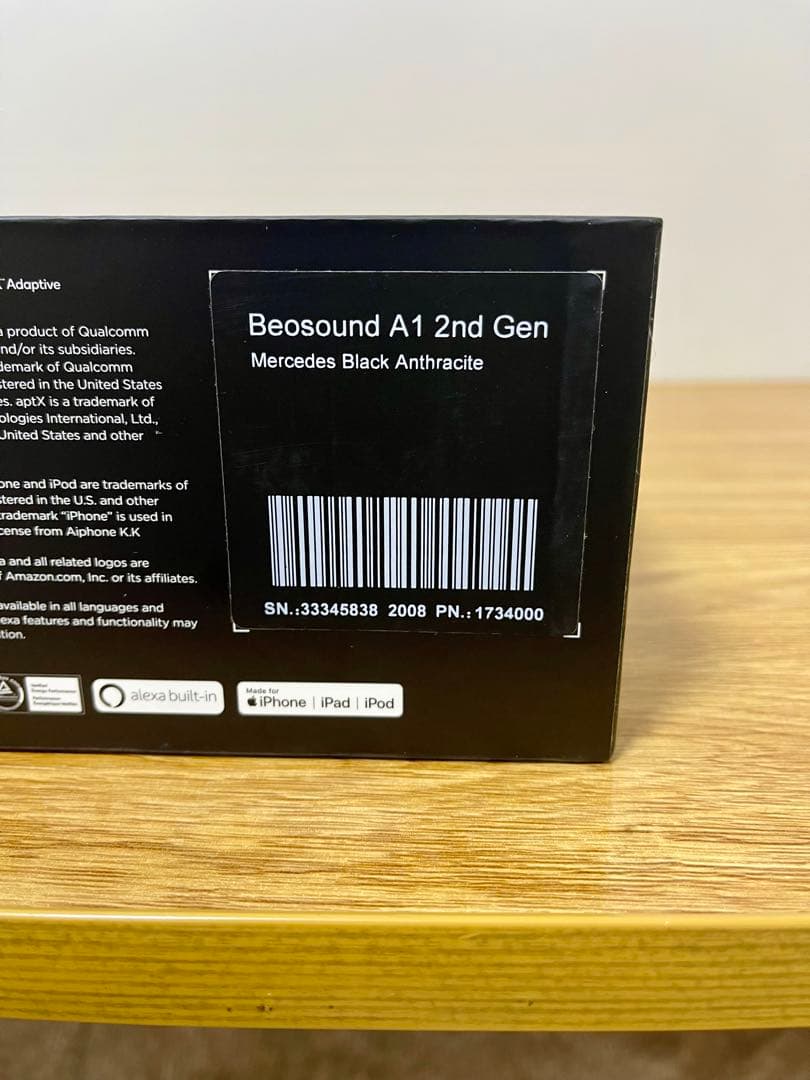 Adaptive
a product of Qualcomm
nd/or its subsidiaries.
demark of Qualcomm
stered in the United States
es. aptX is a trademark of
ologies International, Ltd.,
United States and other
one and iPod are trademarks of
stered in the U.S. and other
trademark "iPhone" is used in
cense from Aiphone K.K
a and all related logos are
f Amazon.com, Inc. or its affiliates.
available in all languages and
exa features and functionality may
tion.
Beosound A1 2nd Gen
Mercedes Black Anthracite
SN.:33345838 2008 PN.:1734000
alexa built-in
Made for
iPhone | iPad | iPod